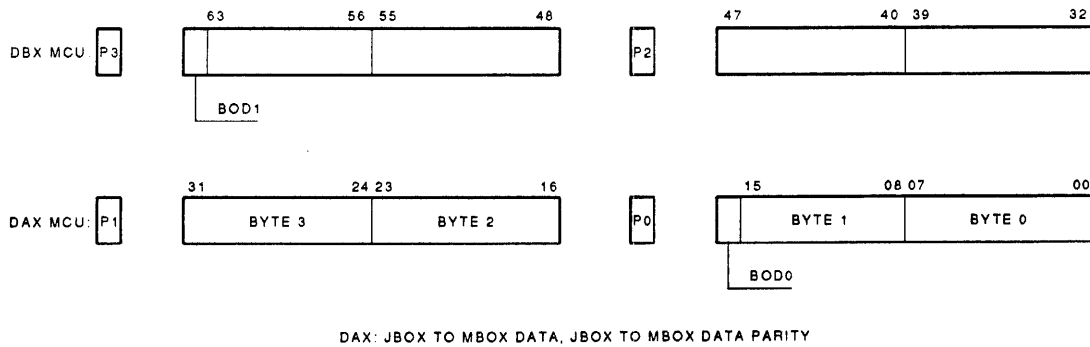 63 56 55 48 47 40 39 32
DBX MCU: P3 P2
BOD1
31 24 23 16 15 08 07 00
DAX MCU: P1 BYTE 3 BYTE 2 P0 BYTE 1 BYTE 0
BOD0
DAX: JBOX TO MBOX DATA, JBOX TO MBOX DATA PARITY